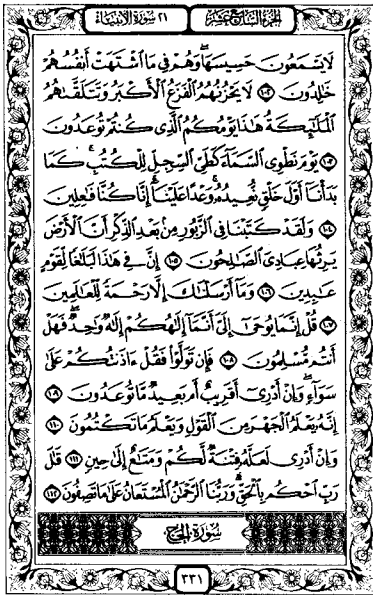 الجزء السابع عشر ٢١ سورة الأنبياء
لَا يَسْمَعُونَ حَسِيسَهَا وَهُمْ فِي مَا اشْتَهَتْ أَنفُسُهُمْ
خَالِدُونَ ١٠٢ لَا يَحْزُنُهُمُ الْفَزَعُ الْأَكْبَرُ وَتَتَلَقَّاهُمُ
الْمَلَائِكَةُ هَٰذَا يَوْمُكُمُ الَّذِي كُنتُمْ تُوعَدُونَ
١٠٣ يَوْمَ نَطْوِي السَّمَاءَ كَطَيِّ السِّجِلِّ لِلْكُتُبِ كَمَا
بَدَأْنَا أَوَّلَ خَلْقٍ نُّعِيدُهُ وَعْدًا عَلَيْنَا إِنَّا كُنَّا فَاعِلِينَ
١٠٤ وَلَقَدْ كَتَبْنَا فِي الزَّبُورِ مِن بَعْدِ الذِّكْرِ أَنَّ الْأَرْضَ
يَرِثُهَا عِبَادِيَ الصَّالِحُونَ ١٠٥ إِنَّ فِي هَٰذَا لَبَلَاغًا لِّقَوْمٍ
عَابِدِينَ ١٠٦ وَمَا أَرْسَلْنَاكَ إِلَّا رَحْمَةً لِّلْعَالَمِينَ
١٠٧ قُلْ إِنَّمَا يُوحَىٰ إِلَيَّ أَنَّمَا إِلَٰهُكُمْ إِلَٰهٌ وَاحِدٌ فَهَلْ
أَنتُم مُّسْلِمُونَ ١٠٨ فَإِن تَوَلَّوْا فَقُلْ آذَنتُكُمْ عَلَىٰ
سَوَاءٍ وَإِنْ أَدْرِي أَقَرِيبٌ أَم بَعِيدٌ مَّا تُوعَدُونَ ١٠٩
إِنَّهُ يَعْلَمُ الْجَهْرَ مِنَ الْقَوْلِ وَيَعْلَمُ مَا تَكْتُمُونَ ١١٠
وَإِنْ أَدْرِي لَعَلَّهُ فِتْنَةٌ لَّكُمْ وَمَتَاعٌ إِلَىٰ حِينٍ ١١١ قَالَ
رَبِّ احْكُم بِالْحَقِّ وَرَبُّنَا الرَّحْمَٰنُ الْمُسْتَعَانُ عَلَىٰ مَا تَصِفُونَ ١١٢
سورة الحج
٣٣١